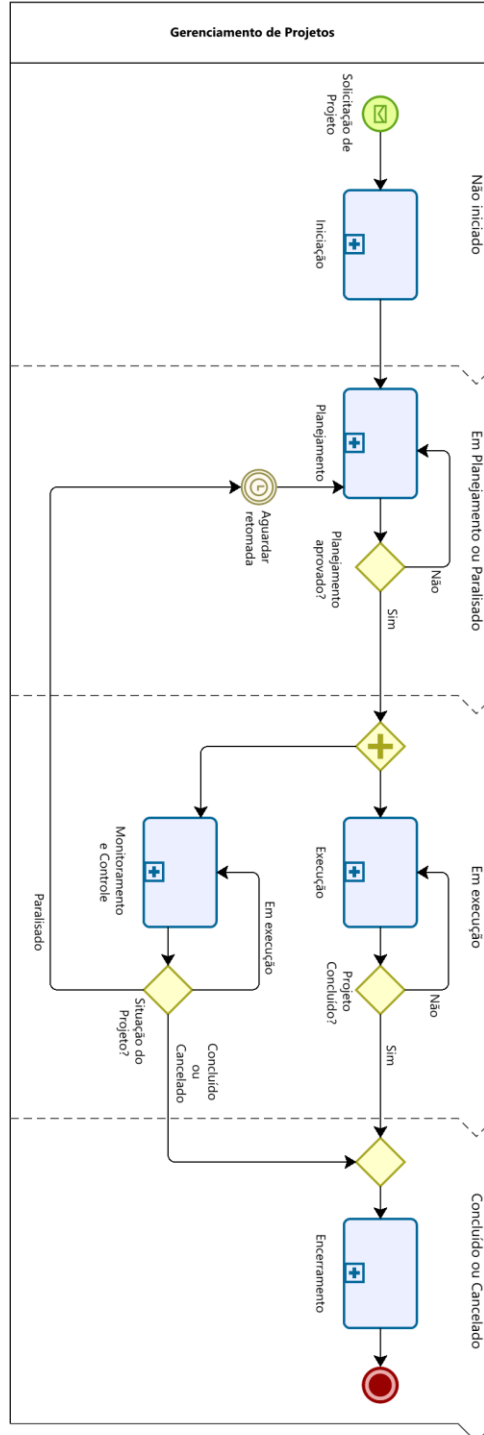 Gerenciamento de Projetos
Não iniciado
Solicitação de
Projeto
Iniciação
Em Planejamento ou Paralisado
Planejamento
Não
Planejamento
aprovado?
Sim
Aguardar
retomada
Em execução
Execução
Não
Projeto
Concluído?
Sim
Monitoramento
e Controle
Em execução
Situação do
Projeto?
Paralisado
Concluído
ou
Cancelado
Concluído ou Cancelado
Encerramento